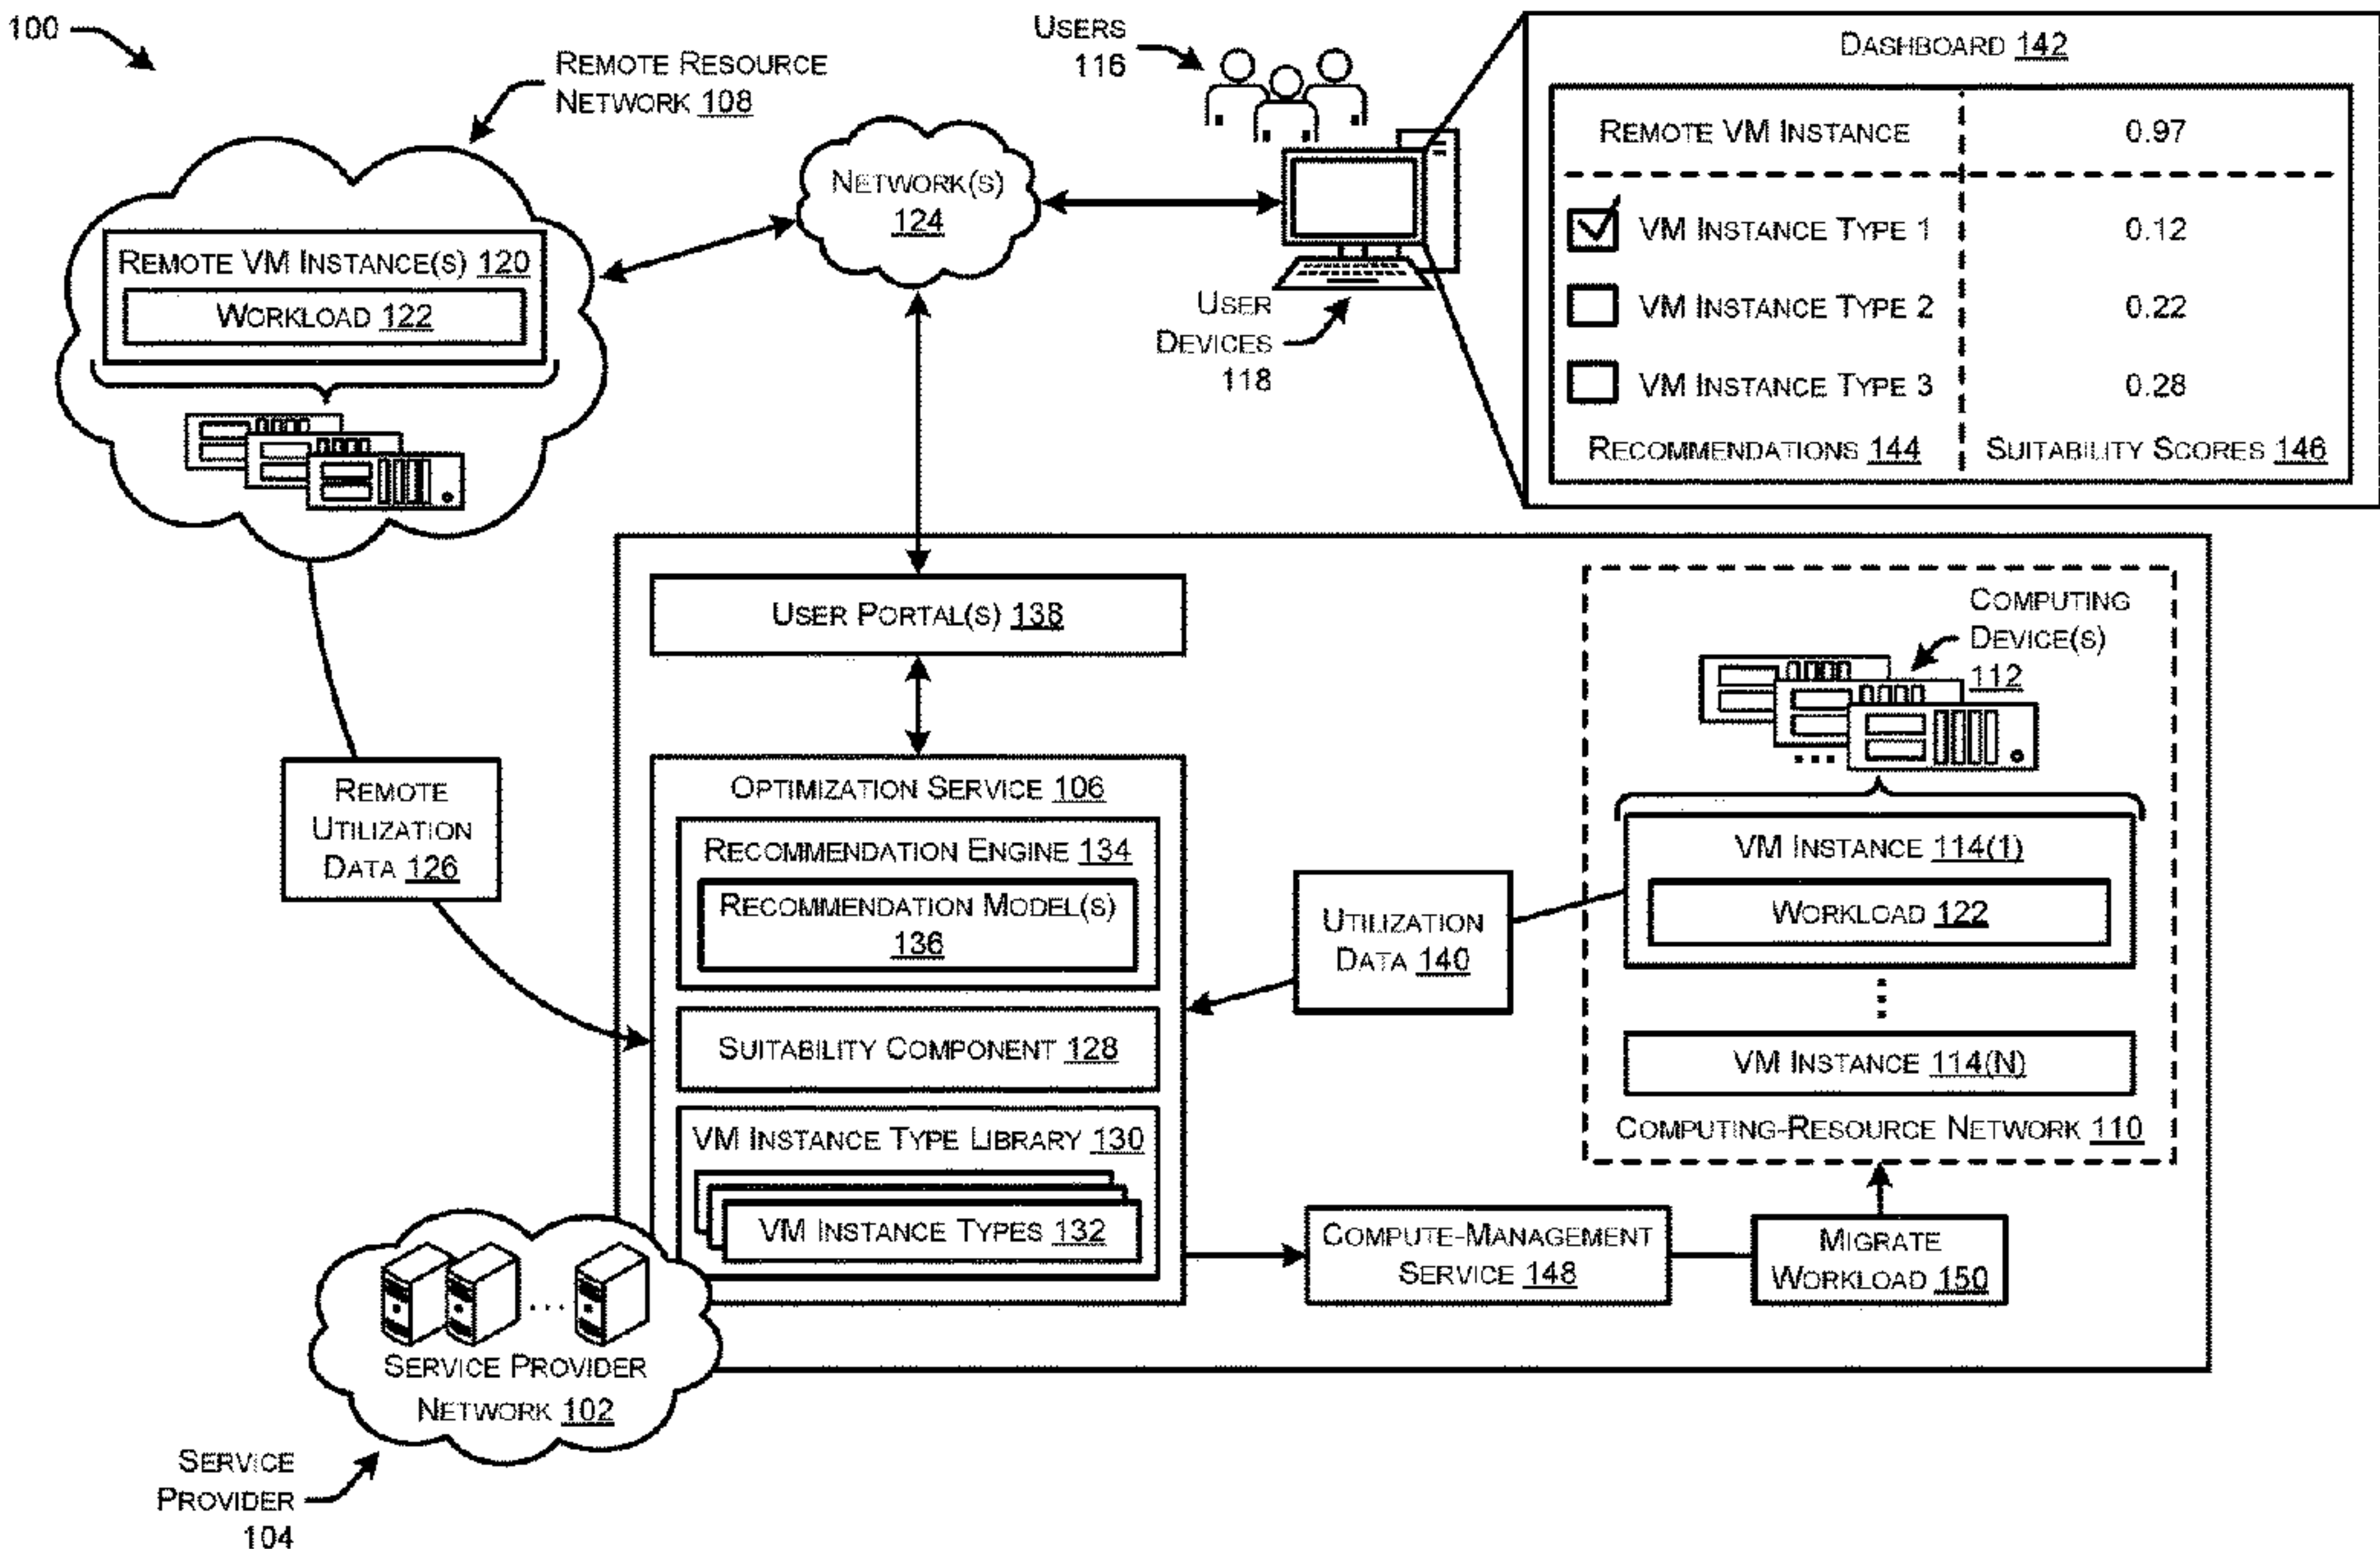 100
REMOTE RESOURCE
NETWORK 108
USERS
116
NETWORK(S)
124
REMOTE VM INSTANCE(S) 120
WORKLOAD 122
USER
DEVICES
118
DASHBOARD 142
REMOTE VM INSTANCE 0.97
VM INSTANCE TYPE 1 0.12
VM INSTANCE TYPE 2 0.22
VM INSTANCE TYPE 3 0.28
RECOMMENDATIONS 144 SUITABILITY SCORES 146
USER PORTAL(S) 138
COMPUTING
DEVICE(S)
112
REMOTE
UTILIZATION
DATA 126
OPTIMIZATION SERVICE 106
RECOMMENDATION ENGINE 134
RECOMMENDATION MODEL(S)
136
SUITABILITY COMPONENT 128
VM INSTANCE TYPE LIBRARY 130
VM INSTANCE TYPES 132
UTILIZATION
DATA 140
VM INSTANCE 114(1)
WORKLOAD 122
VM INSTANCE 114(N)
COMPUTING-RESOURCE NETWORK 110
COMPUTE-MANAGEMENT
SERVICE 148
MIGRATE
WORKLOAD 150
SERVICE PROVIDER
NETWORK 102
SERVICE
PROVIDER
104